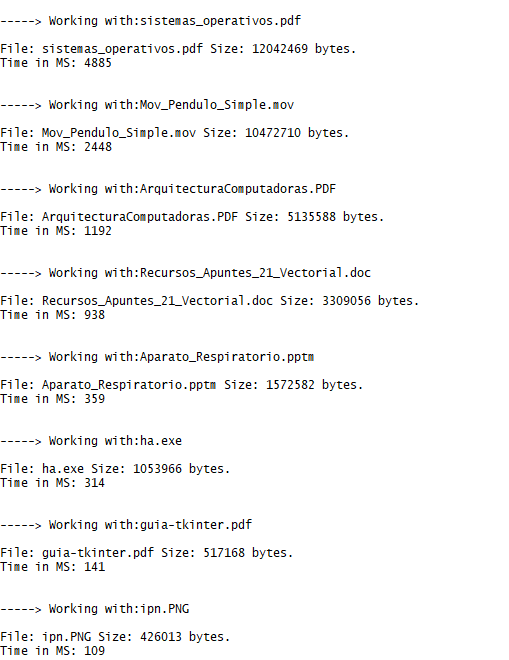 -----> Working with:sistemas_operativos.pdf
File: sistemas_operativos.pdf Size: 12042469 bytes.
Time in MS: 4885
-----> Working with:Mov_Pendulo_Simple.mov
File: Mov_Pendulo_Simple.mov Size: 10472710 bytes.
Time in MS: 2448
-----> Working with:ArquitecturaComputadoras.PDF
File: ArquitecturaComputadoras.PDF Size: 5135588 bytes.
Time in MS: 1192
-----> Working with:Recursos_Apuntes_21_Vectorial.doc
File: Recursos_Apuntes_21_Vectorial.doc Size: 3309056 bytes.
Time in MS: 938
-----> Working with:Aparato_Respiratorio.pptm
File: Aparato_Respiratorio.pptm Size: 1572582 bytes.
Time in MS: 359
-----> Working with:ha.exe
File: ha.exe Size: 1053966 bytes.
Time in MS: 314
-----> Working with:guia-tkinter.pdf
File: guia-tkinter.pdf Size: 517168 bytes.
Time in MS: 141
-----> Working with:ipn.PNG
File: ipn.PNG Size: 426013 bytes.
Time in MS: 109